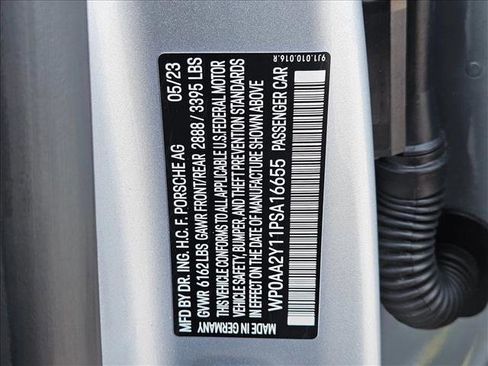 MFD BY DR. ING. H.C. F. PORSCHE AG 05/23
GVWR 6162LBS GAWR FRONT/REAR 2888 / 3395 LBS
THIS VEHICLE CONFORMS TO ALL APPLICABLE U.S.FEDERAL MOTOR
VEHICLE SAFETY, BUMPER, AND THEFT PREVENTION STANDARDS
IN EFFECT ON THE DATE OF MANUFACTURE SHOWN ABOVE
WP0AA2Y11PSA16655 PASSENGER CAR
MADE IN GERMANY
9J1.010.016.R